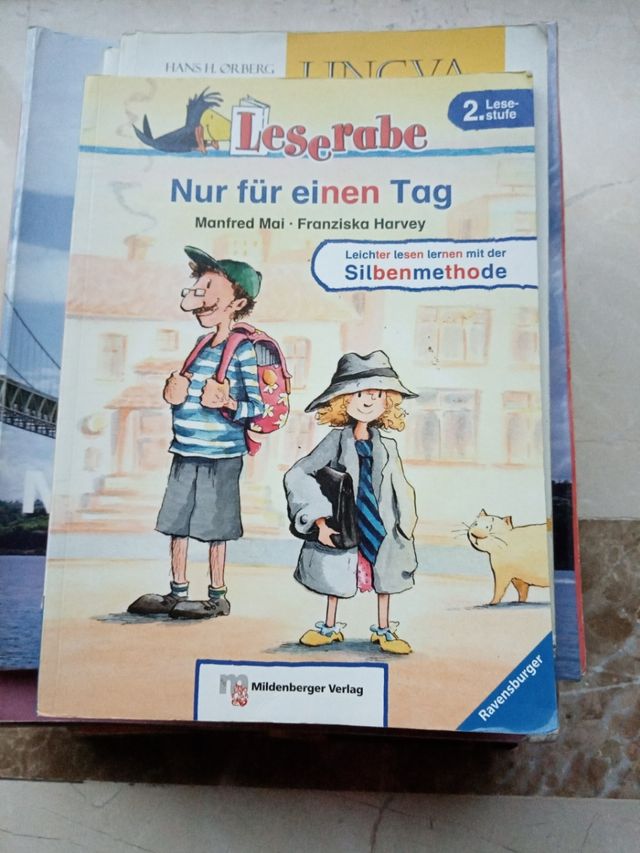 HANS H. ØRBERG
LINGVA
Leserabe
2. Lese-
stufe
Nur für einen Tag
Manfred Mai · Franziska Harvey
Leichter lesen lernen mit der
Silbenmethode
m Mildenberger Verlag
Ravensburger